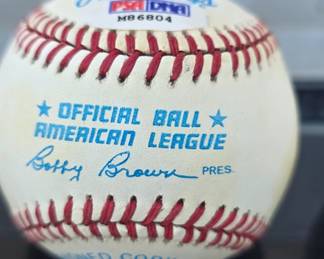 PSA DNA
M86804
★ OFFICIAL BALL ★
AMERICAN LEAGUE
Bobby Brown PRES.